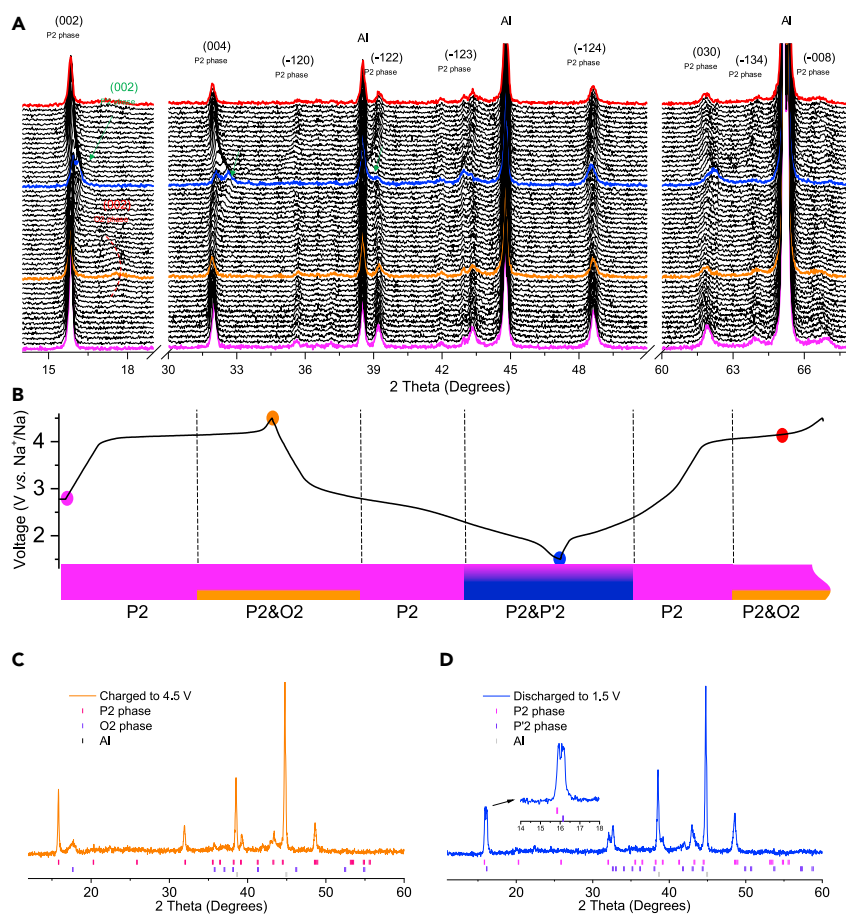 A
(002)
P2 phase
(002)
(002)
(004)
P2 phase
(-120)
P2 phase
Al
(-122)
P2 phase
(-123)
P2 phase
Al
(-124)
P2 phase
(030)
P2 phase
(-134)
P2 phase
Al
(-008)
P2 phase
15 18 30 33 36 39 42 45 48 51 60 63 66
2 Theta (Degrees)
B
Voltage (V vs. Na⁺/Na)
4
3
2
P2 P2&O2 P2 P2&P'2 P2 P2&O2
C
Charged to 4.5 V
P2 phase
O2 phase
Al
20 30 40 50 60
2 Theta (Degrees)
D
Discharged to 1.5 V
P2 phase
P'2 phase
Al
14 15 16 17 18
20 30 40 50 60
2 Theta (Degrees)